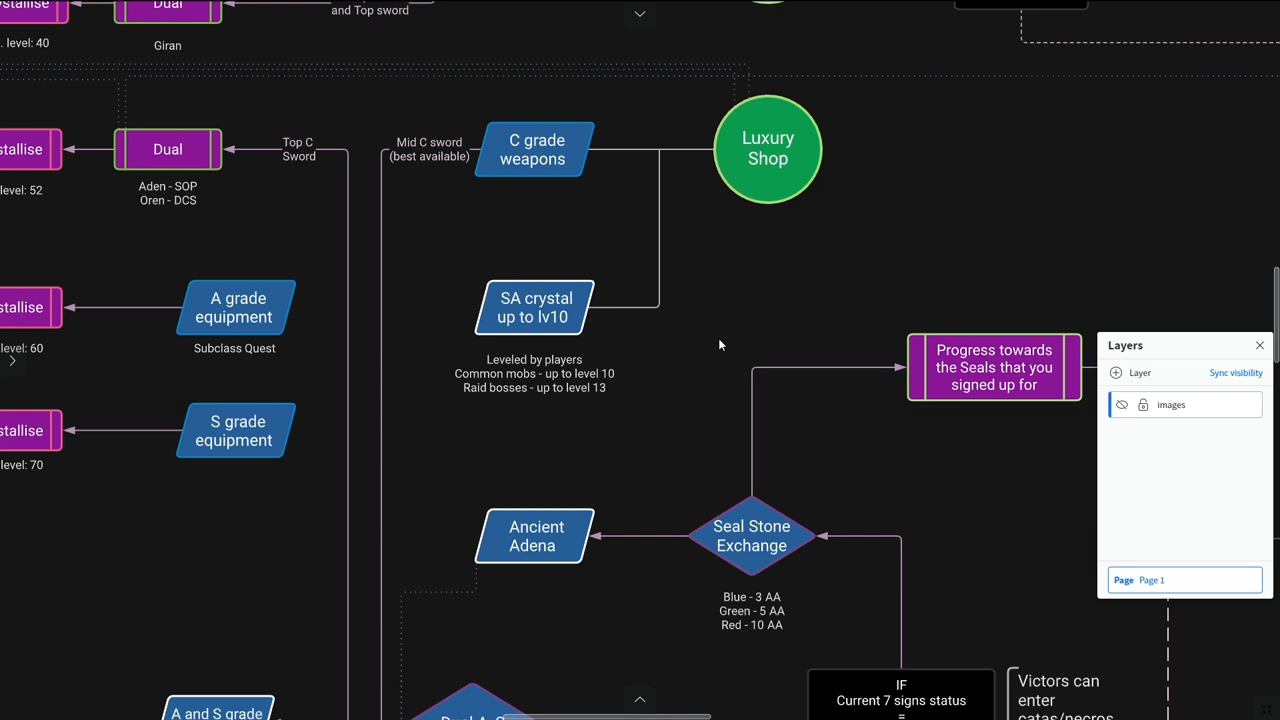 stallise
Dual
and Top sword
. level: 40
Giran
stallise
Dual
Top C
Sword
Mid C sword
(best available)
C grade
weapons
Luxury
Shop
level: 52
Aden - SOP
Oren - DCS
stallise
A grade
equipment
SA crystal
up to lv10
level: 60
Subclass Quest
Leveled by players
Common mobs - up to level 10
Raid bosses - up to level 13
Progress towards
the Seals that you
signed up for
Layers
Layer
Sync visibility
images
stallise
S grade
equipment
level: 70
Ancient
Adena
Seal Stone
Exchange
Blue - 3 AA
Green - 5 AA
Red - 10 AA
Page Page 1
A and S grade
IF
Current 7 signs status
=
Victors can
enter
catas/necros